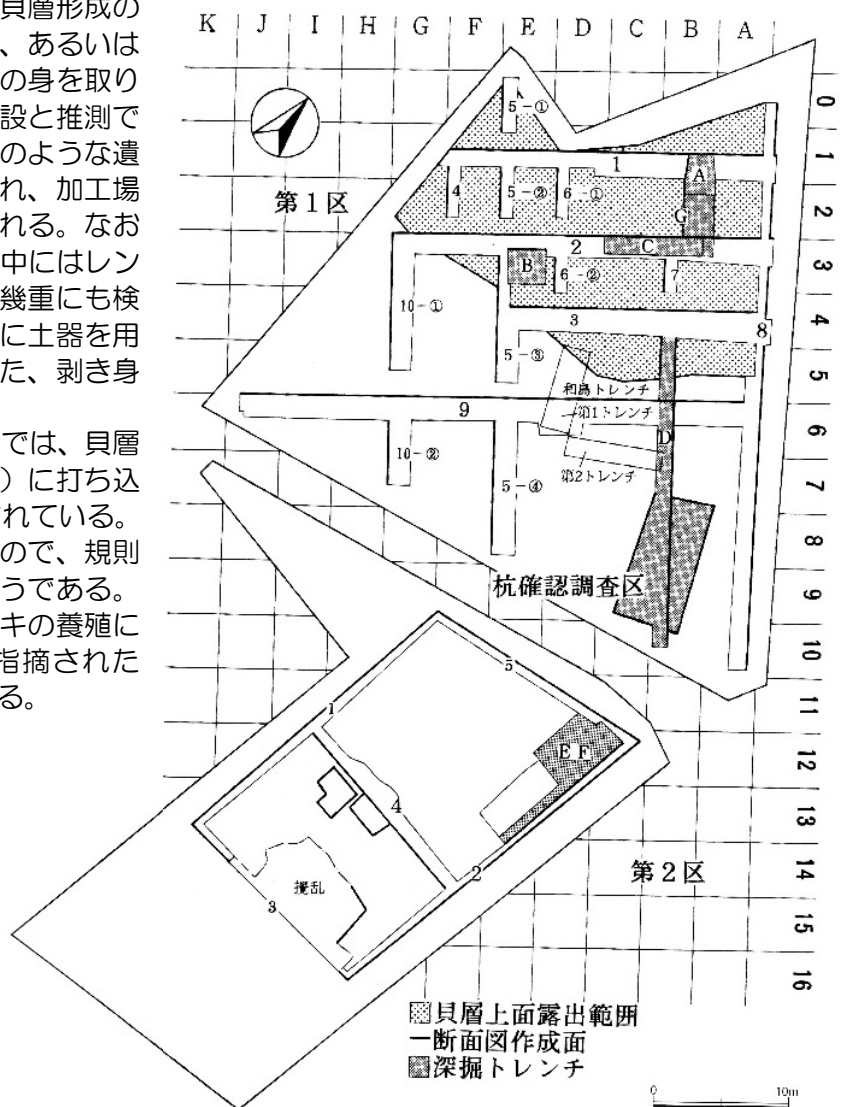 貝層形成の
、あるいは
の身を取り
設と推測で
のような遺
れ、加工場
れる。なお
中にはレン
幾重にも検
に土器を用
た、剥き身
では、貝層
）に打ち込
れている。
ので、規則
うである。
キの養殖に
指摘された
る。
K J I H G F E D C B A
0
1
2
3
4
5
6
7
8
9
10
11
12
13
14
15
16
第1区
5-①
1
A
4
5-②
6-①
G
2
C
B
6-②
7
10-①
3
8
5-③
和島トレンチ
第1トレンチ
9
D
10-②
第2トレンチ
5-④
杭確認調査区
5
1
E F
4
2
第2区
攪乱
3
貝層上面露出範囲
ー断面図作成面
深掘トレンチ
0 10m